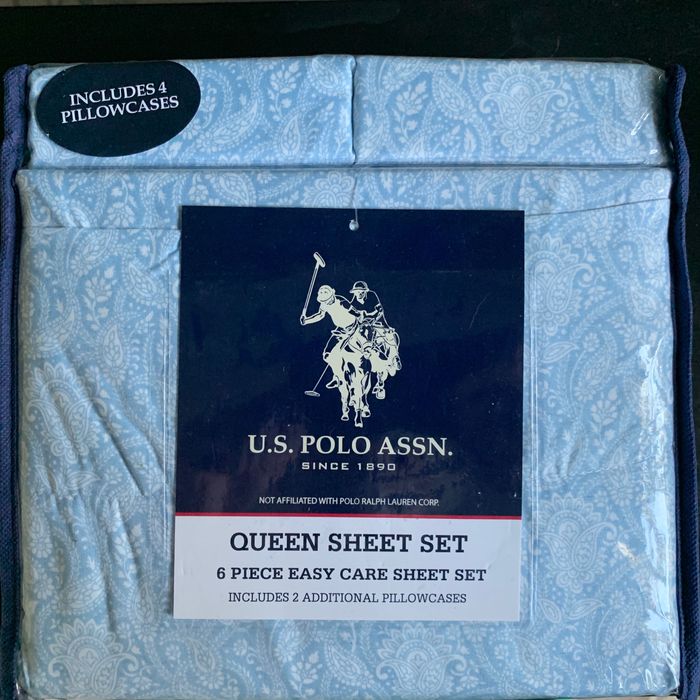 INCLUDES 4
PILLOWCASES
U.S. POLO ASSN.
SINCE 1890
NOT AFFILIATED WITH POLO RALPH LAUREN CORP.
QUEEN SHEET SET
6 PIECE EASY CARE SHEET SET
INCLUDES 2 ADDITIONAL PILLOWCASES